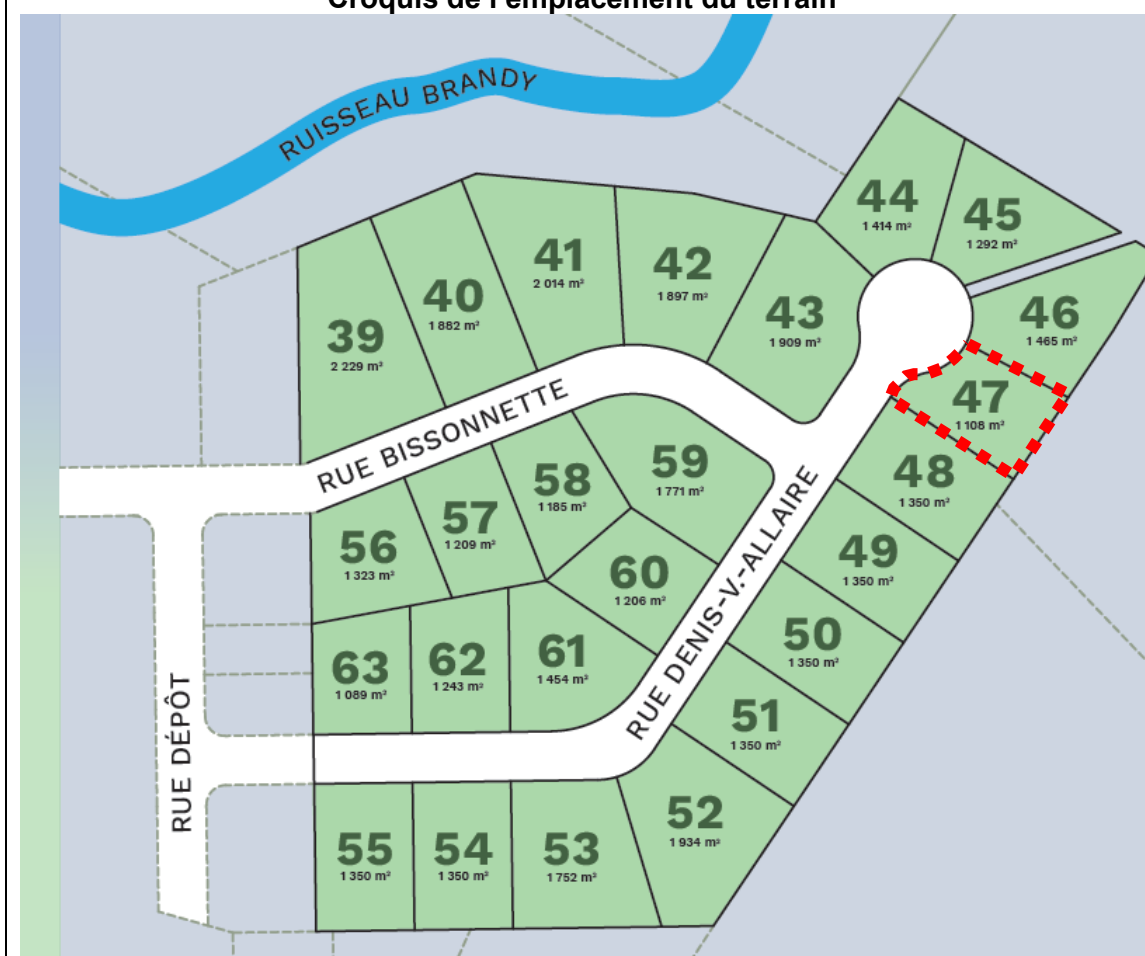 Croquis de l'emplacement du terrain
RUISSEAU BRANDY
44
1 414 m²
45
1 292 m²
41
2 014 m²
42
1 897 m²
40
1 882 m²
43
1 909 m²
46
1 465 m²
39
2 229 m²
47
1 108 m²
RUE BISSONNETTE
48
1 350 m²
59
1 771 m²
58
1 185 m²
57
1 209 m²
56
1 323 m²
49
1 350 m²
60
1 206 m²
RUE DENIS-V.-ALLAIRE
50
1 350 m²
61
1 454 m²
62
1 243 m²
63
1 089 m²
51
1 350 m²
RUE DÉPÔT
52
1 934 m²
55
1 350 m²
54
1 350 m²
53
1 752 m²